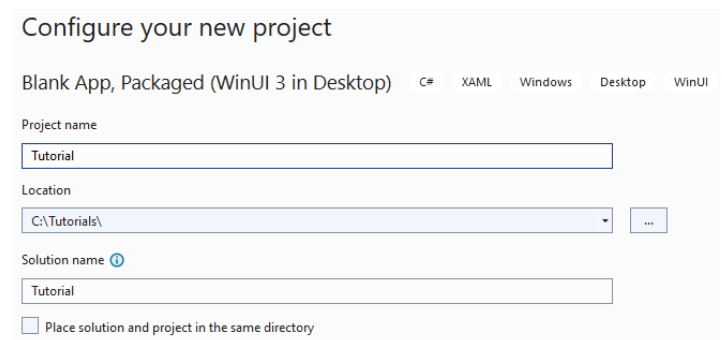 Configure your new project
Blank App, Packaged (WinUI 3 in Desktop) C# XAML Windows Desktop WinUI
Project name
Tutorial
Location
C:\Tutorials\
...
Solution name
Tutorial
Place solution and project in the same directory